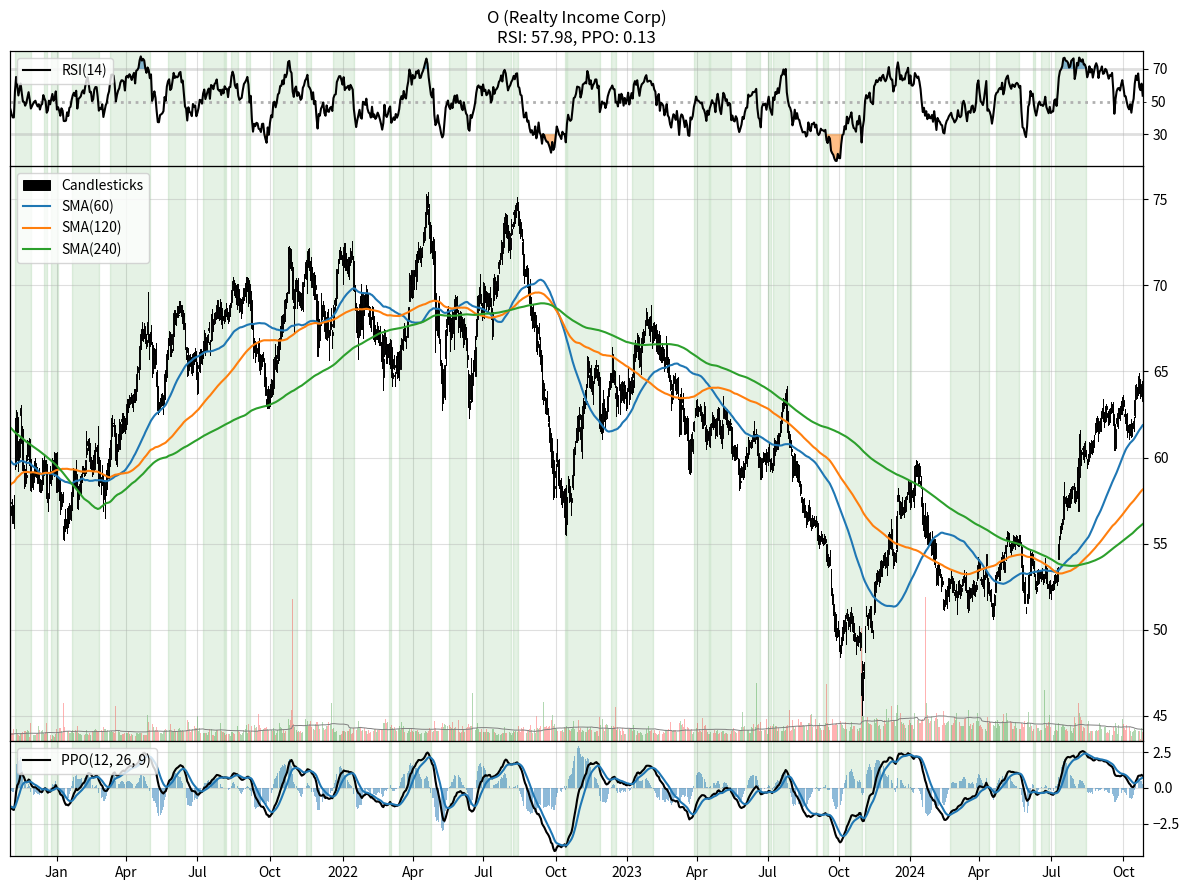 O (Realty Income Corp)
RSI: 57.98, PPO: 0.13
RSI(14)
70
50
30
Candlesticks
SMA(60)
SMA(120)
SMA(240)
75
70
65
60
55
50
45
PPO(12, 26, 9)
2.5
0.0
−2.5
Jan Apr Jul Oct 2022 Apr Jul Oct 2023 Apr Jul Oct 2024 Apr Jul Oct